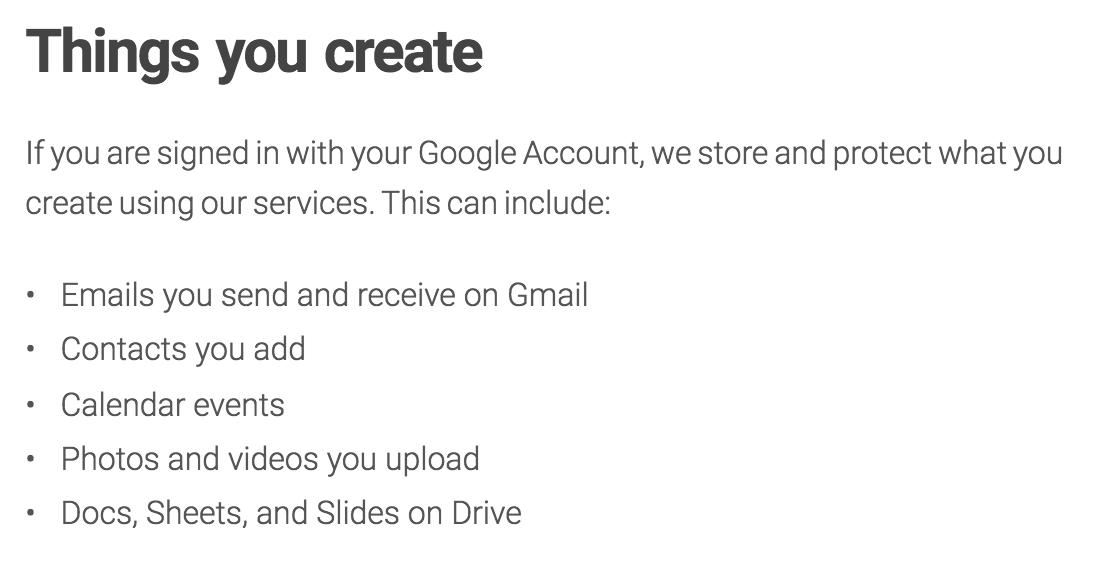 Things you create
If you are signed in with your Google Account, we store and protect what you
create using our services. This can include:
• Emails you send and receive on Gmail
• Contacts you add
• Calendar events
• Photos and videos you upload
• Docs, Sheets, and Slides on Drive